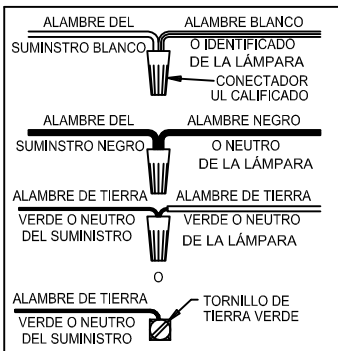 ALAMBRE DEL ALAMBRE BLANCO
SUMINSTRO BLANCO O IDENTIFICADO
DE LA LÁMPARA
CONECTADOR
UL CALIFICADO
ALAMBRE DEL ALAMBRE NEGRO
SUMINSTRO NEGRO O NEUTRO
DE LA LÁMPARA
ALAMBRE DE TIERRA ALAMBRE DE TIERRA
VERDE O NEUTRO VERDE O NEUTRO
DEL SUMINISTRO DE LA LÁMPARA
O
ALAMBRE DE TIERRA TORNILLO DE
VERDE O NEUTRO TIERRA VERDE
DEL SUMINISTRO